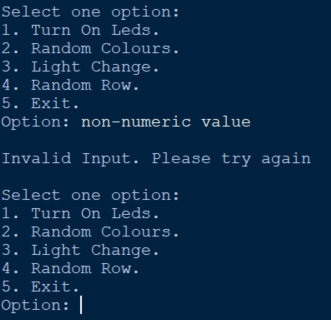 Select one option:
1. Turn On Leds.
2. Random Colours.
3. Light Change.
4. Random Row.
5. Exit.
Option: non-numeric value
Invalid Input. Please try again
Select one option:
1. Turn On Leds.
2. Random Colours.
3. Light Change.
4. Random Row.
5. Exit.
Option: